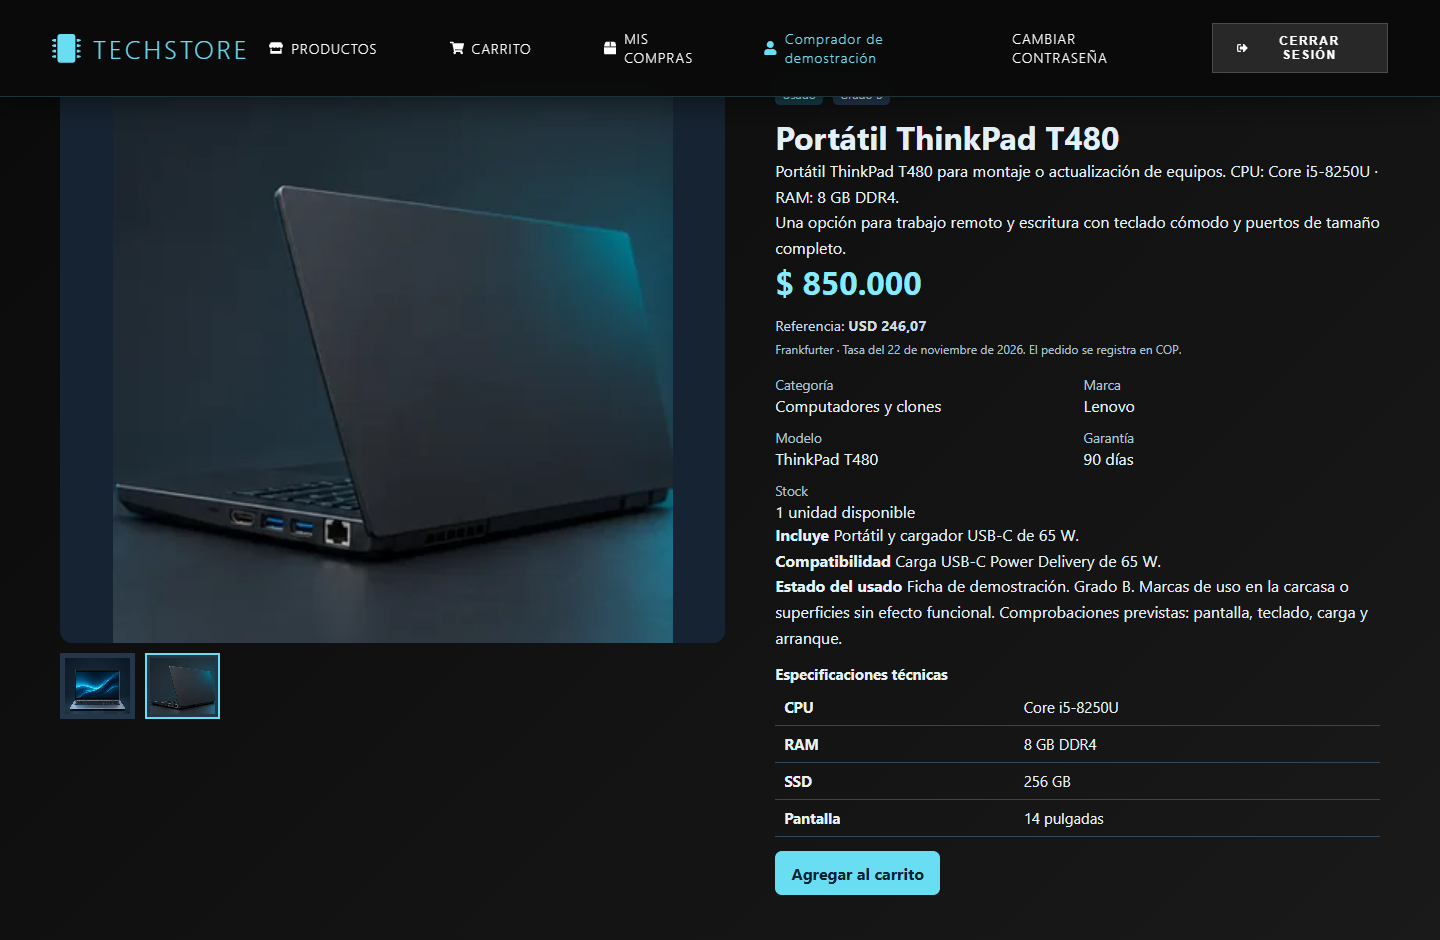 TECHSTORE
PRODUCTOS
CARRITO
MIS
COMPRAS
Comprador de
demostración
CAMBIAR
CONTRASEÑA
CERRAR
SESIÓN
Portátil ThinkPad T480
Portátil ThinkPad T480 para montaje o actualización de equipos. CPU: Core i5-8250U ·
RAM: 8 GB DDR4.
Una opción para trabajo remoto y escritura con teclado cómodo y puertos de tamaño
completo.
$ 850.000
Referencia: USD 246,07
Frankfurter · Tasa del 22 de noviembre de 2026. El pedido se registra en COP.
Categoría
Computadores y clones
Marca
Lenovo
Modelo
ThinkPad T480
Garantía
90 días
Stock
1 unidad disponible
Incluye Portátil y cargador USB-C de 65 W.
Compatibilidad Carga USB-C Power Delivery de 65 W.
Estado del usado Ficha de demostración. Grado B. Marcas de uso en la carcasa o
superficies sin efecto funcional. Comprobaciones previstas: pantalla, teclado, carga y
arranque.
Especificaciones técnicas
CPU Core i5-8250U
RAM 8 GB DDR4
SSD 256 GB
Pantalla 14 pulgadas
Agregar al carrito